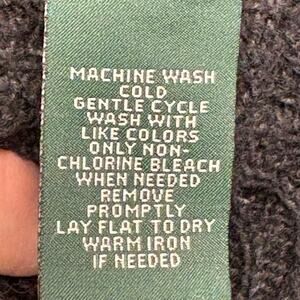 MACHINE WASH
COLD
GENTLE CYCLE
WASH WITH
LIKE COLORS
ONLY NON-
CHLORINE BLEACH
WHEN NEEDED
REMOVE
PROMPTLY
LAY FLAT TO DRY
WARM IRON
IF NEEDED